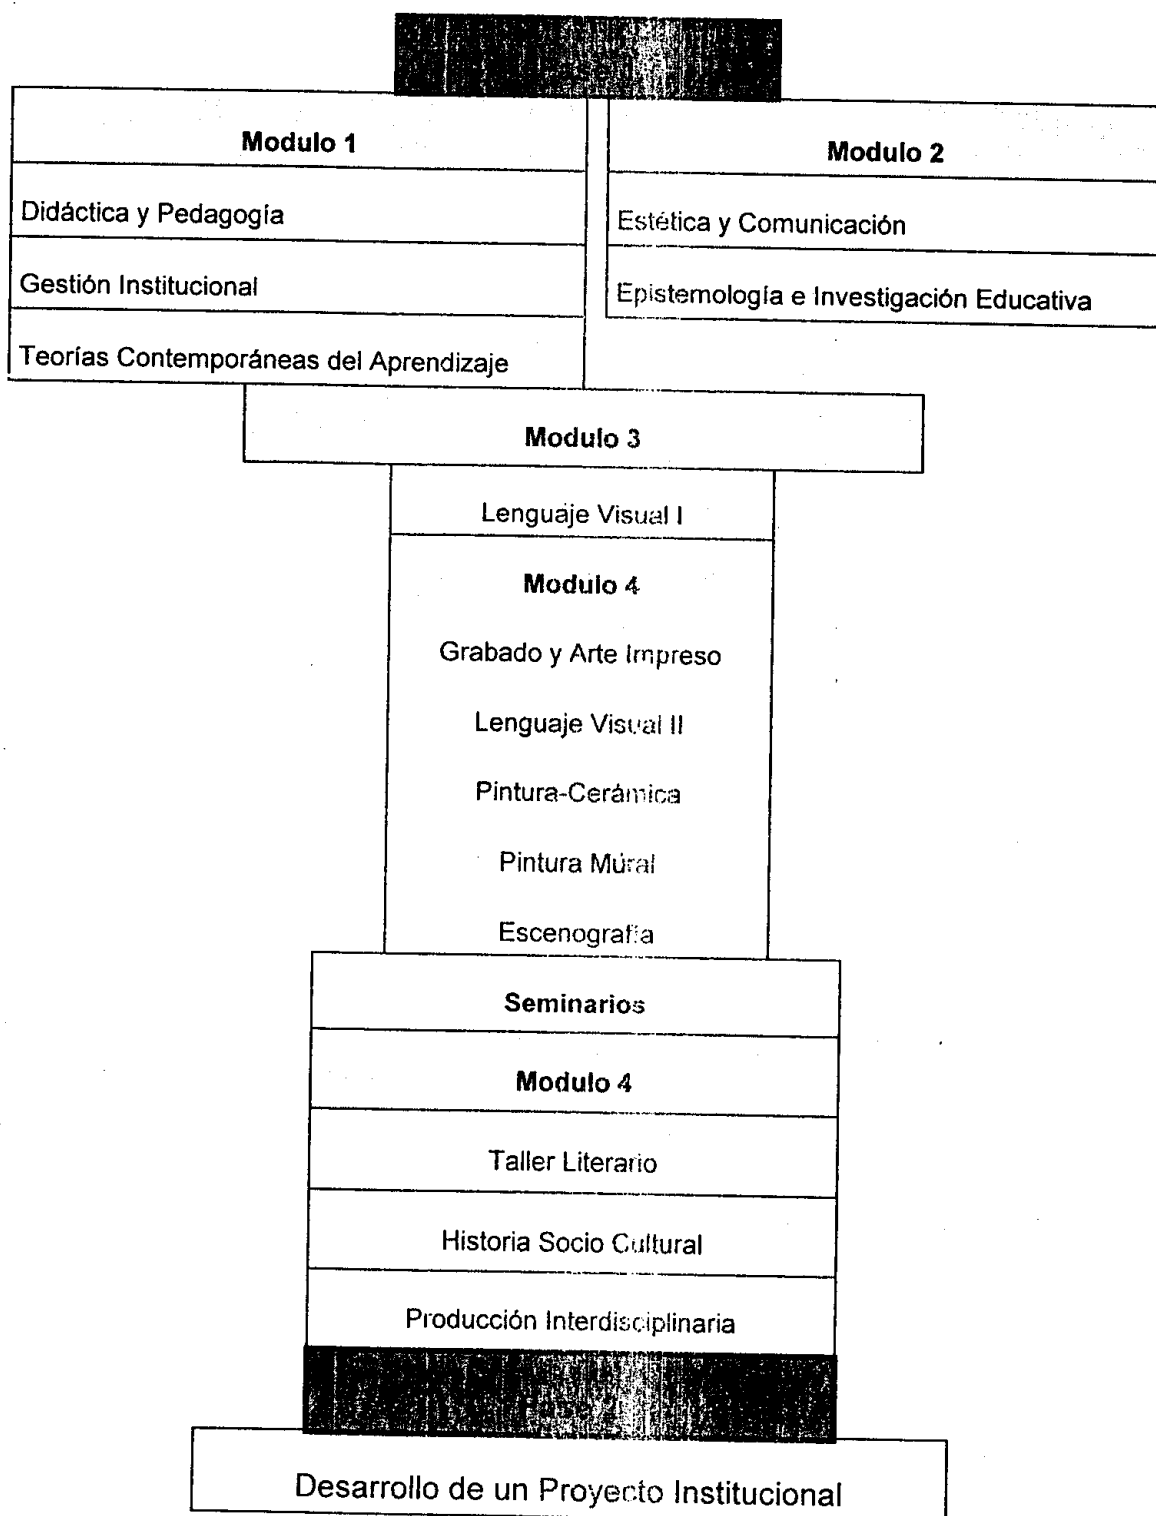 Modulo 1
Didáctica y Pedagogía
Gestión Institucional
Teorías Contemporáneas del Aprendizaje
Modulo 2
Estética y Comunicación
Epistemología e Investigación Educativa
Modulo 3
Lenguaje Visual I
Modulo 4
Grabado y Arte Impreso
Lenguaje Visual II
Pintura-Cerámica
Pintura Múral
Escenografía
Seminarios
Modulo 4
Taller Literario
Historia Socio Cultural
Producción Interdisciplinaria
Desarrollo de un Proyecto Institucional